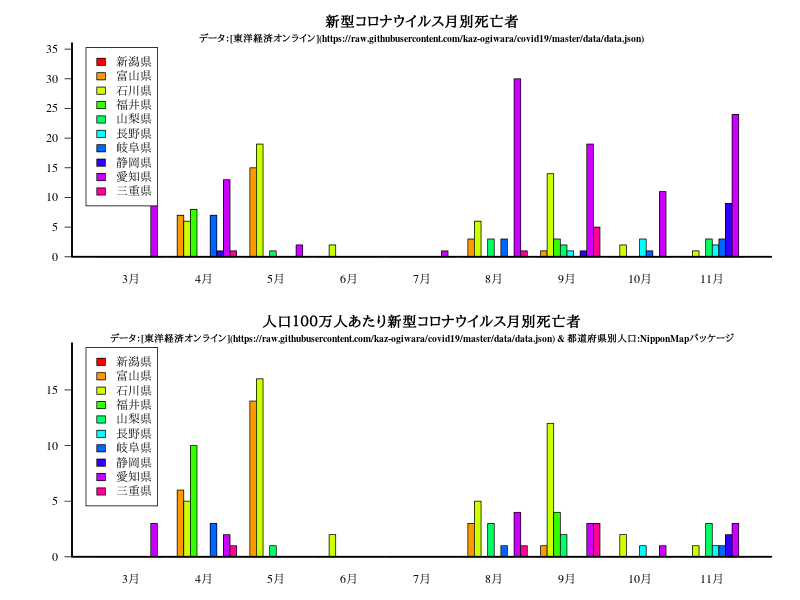 新型コロナウイルス月別死亡者
データ:[東洋経済オンライン](https://raw.githubusercontent.com/kaz-ogiwara/covid19/master/data/data.json)
35
30
25
20
15
10
5
0
新潟県
富山県
石川県
福井県
山梨県
長野県
岐阜県
静岡県
愛知県
三重県
3月 4月 5月 6月 7月 8月 9月 10月 11月
人口100万人あたり新型コロナウイルス月別死亡者
データ:[東洋経済オンライン](https://raw.githubusercontent.com/kaz-ogiwara/covid19/master/data/data.json) & 都道府県別人口:NipponMapパッケージ
15
10
5
0
新潟県
富山県
石川県
福井県
山梨県
長野県
岐阜県
静岡県
愛知県
三重県
3月 4月 5月 6月 7月 8月 9月 10月 11月